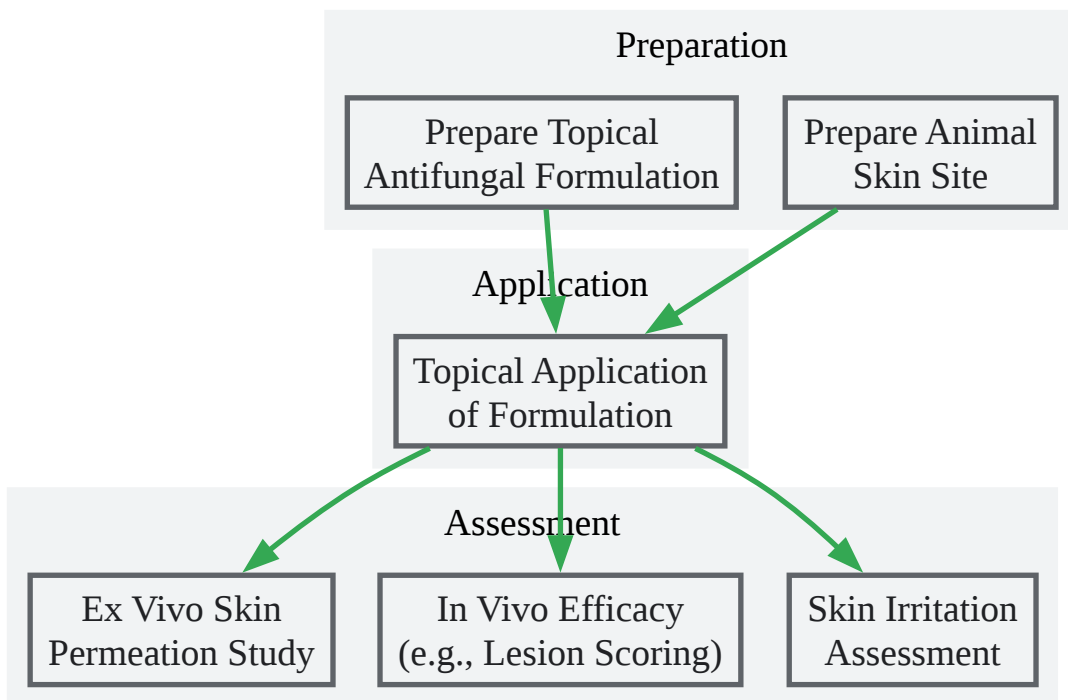 Preparation
Prepare Topical
Antifungal Formulation
Prepare Animal
Skin Site
Application
Topical Application
of Formulation
Assessment
Ex Vivo Skin
Permeation Study
In Vivo Efficacy
(e.g., Lesion Scoring)
Skin Irritation
Assessment